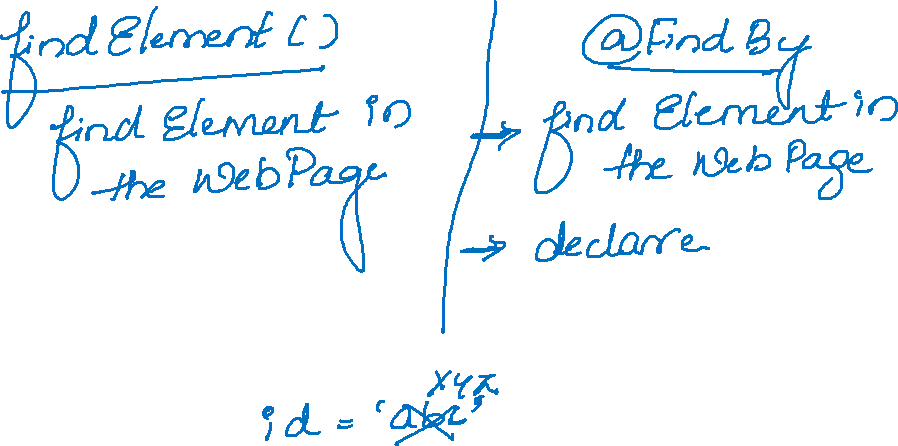 findElement()
find Element in
the WebPage
@FindBy
→ find Element in
the Web Page
→ declare
xyz
id = 'abc'